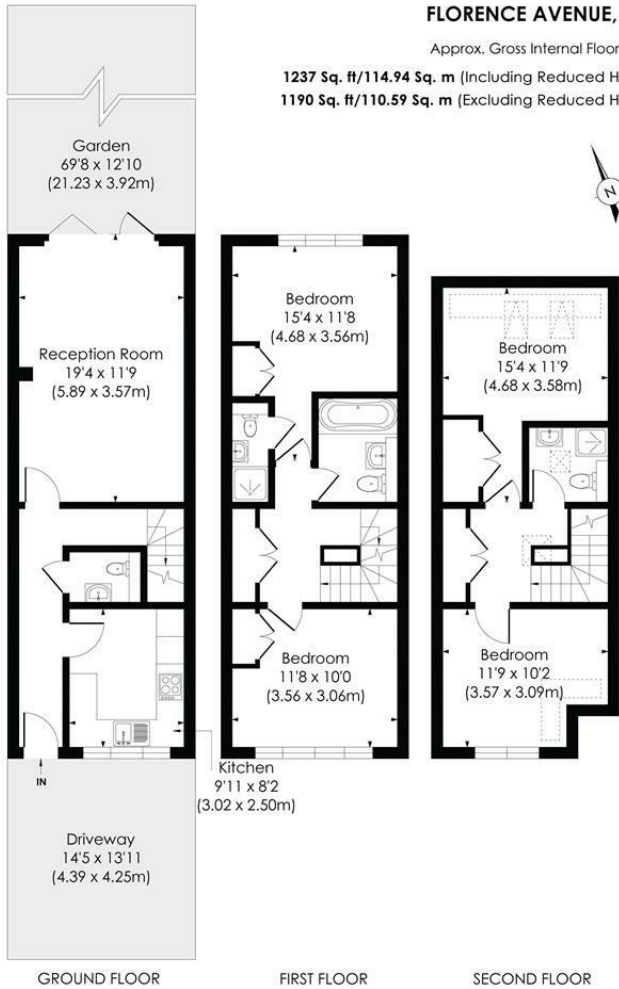 FLORENCE AVENUE,
Approx. Gross Internal Floor
1237 Sq. ft/114.94 Sq. m (Including Reduced H
1190 Sq. ft/110.59 Sq. m (Excluding Reduced H
N
Garden
69'8 x 12'10
(21.23 x 3.92m)
Reception Room
19'4 x 11'9
(5.89 x 3.57m)
Kitchen
9'11 x 8'2
(3.02 x 2.50m)
IN
Driveway
14'5 x 13'11
(4.39 x 4.25m)
GROUND FLOOR
Bedroom
15'4 x 11'8
(4.68 x 3.56m)
Bedroom
11'8 x 10'0
(3.56 x 3.06m)
FIRST FLOOR
Bedroom
15'4 x 11'9
(4.68 x 3.58m)
Bedroom
11'9 x 10'2
(3.57 x 3.09m)
SECOND FLOOR